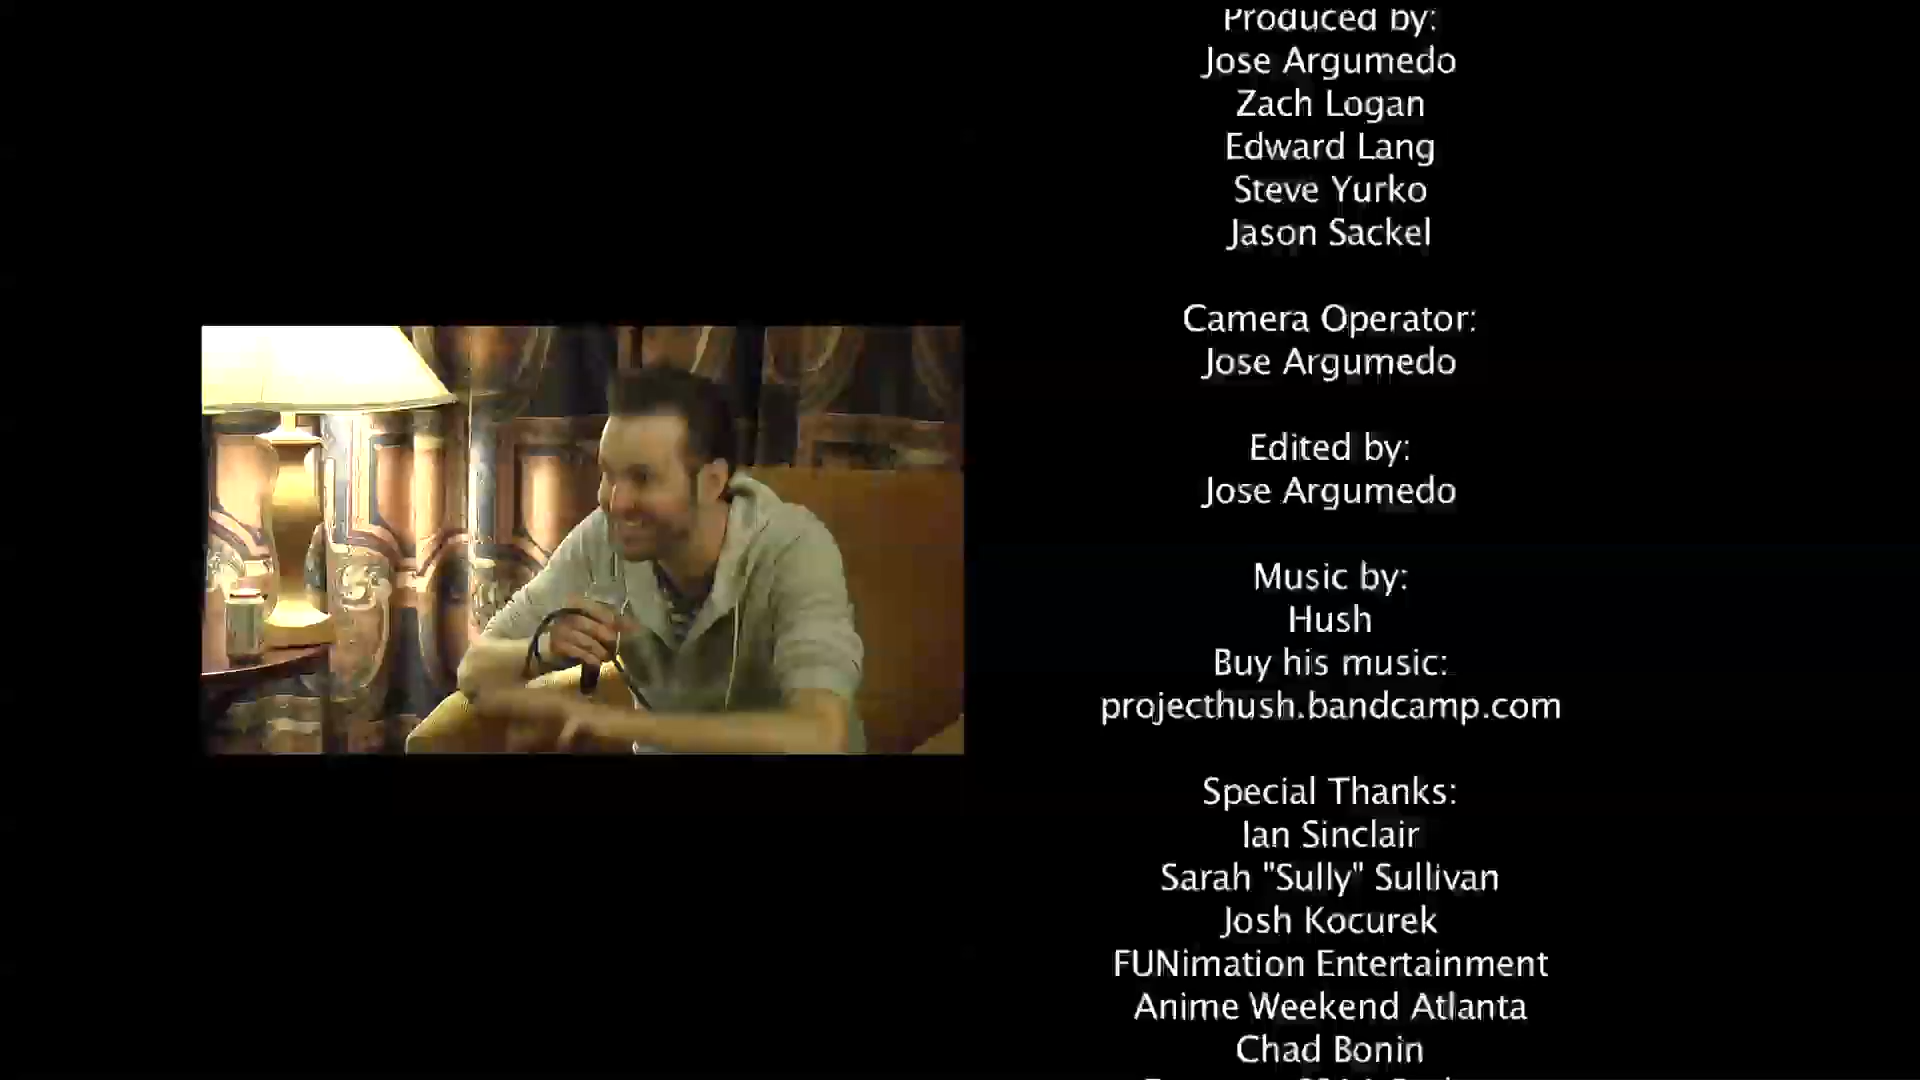 Produced by:
Jose Argumedo
Zach Logan
Edward Lang
Steve Yurko
Jason Sackel
Camera Operator:
Jose Argumedo
Edited by:
Jose Argumedo
Music by:
Hush
Buy his music:
projecthush.bandcamp.com
Special Thanks:
Ian Sinclair
Sarah "Sully" Sullivan
Josh Kocurek
FUNimation Entertainment
Anime Weekend Atlanta
Chad Bonin